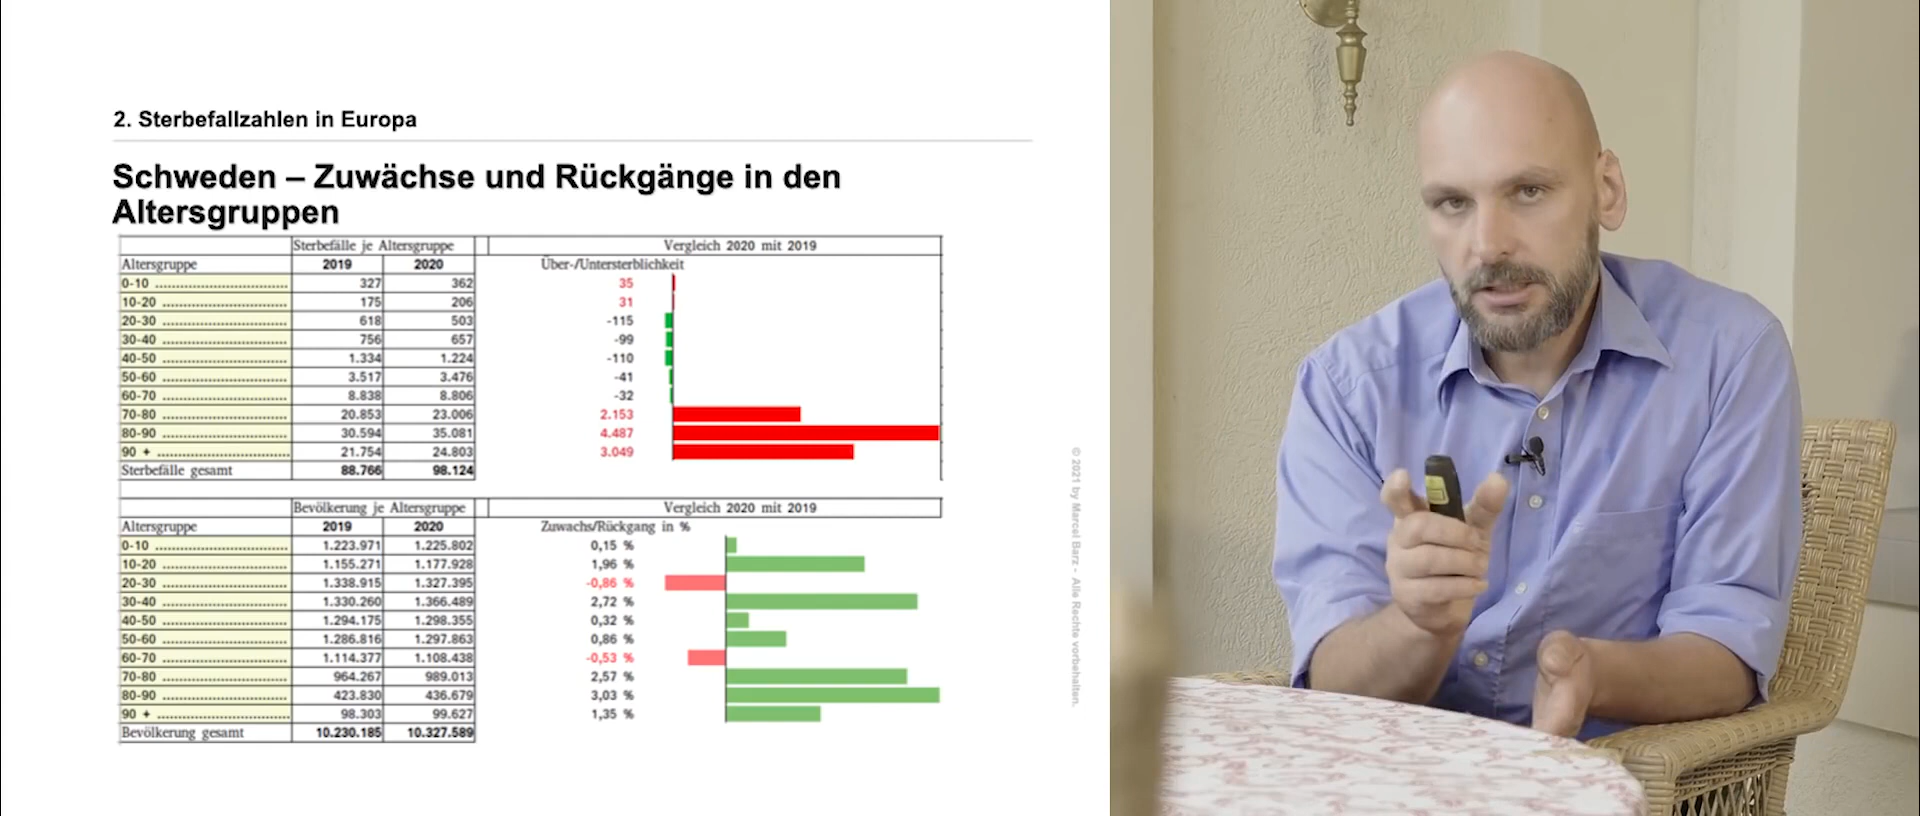 2. Sterbefallzahlen in Europa
Schweden – Zuwächse und Rückgänge in den
Altersgruppen
Sterbefälle je Altersgruppe Vergleich 2020 mit 2019
Altersgruppe 2019 2020 Über-/Untersterblichkeit
0-10 327 362 35
10-20 175 206 31
20-30 618 503 -115
30-40 756 657 -99
40-50 1.334 1.224 -110
50-60 3.517 3.476 -41
60-70 8.838 8.806 -32
70-80 20.853 23.006 2.153
80-90 30.594 35.081 4.487
90 + 21.754 24.803 3.049
Sterbefälle gesamt 88.766 98.124
Bevölkerung je Altersgruppe Vergleich 2020 mit 2019
Altersgruppe 2019 2020 Zuwachs/Rückgang in %
0-10 1.223.971 1.225.802 0,15 %
10-20 1.155.271 1.177.928 1,96 %
20-30 1.338.915 1.327.395 -0,86 %
30-40 1.330.260 1.366.489 2,72 %
40-50 1.294.175 1.298.355 0,32 %
50-60 1.286.816 1.297.863 0,86 %
60-70 1.114.377 1.108.438 -0,53 %
70-80 964.267 989.013 2,57 %
80-90 423.830 436.679 3,03 %
90 + 98.303 99.627 1,35 %
Bevölkerung gesamt 10.230.185 10.327.589
© 2021 by Marcel Barz - Alle Rechte vorbehalten.